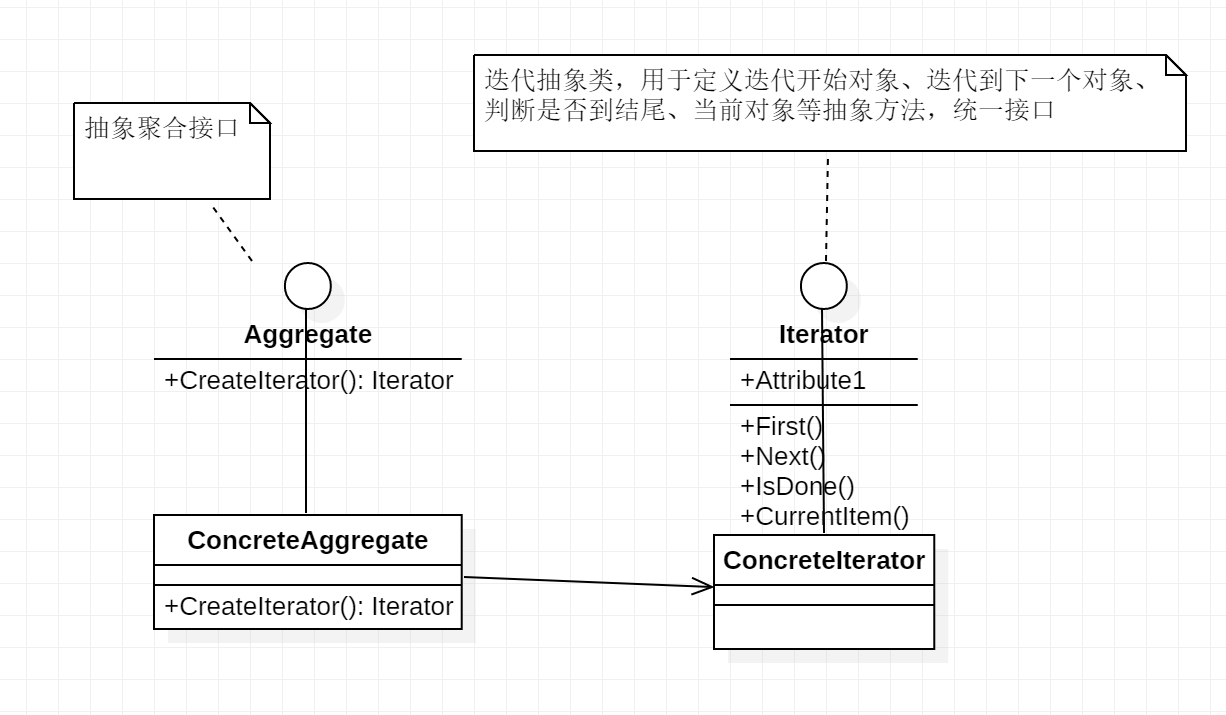 抽象聚合接口
迭代抽象类，用于定义迭代开始对象、迭代到下一个对象、
判断是否到结尾、当前对象等抽象方法，统一接口
Aggregate
+CreateIterator(): Iterator
Iterator
+Attribute1
+First()
+Next()
+IsDone()
+CurrentItem()
ConcreteAggregate
+CreateIterator(): Iterator
ConcreteIterator